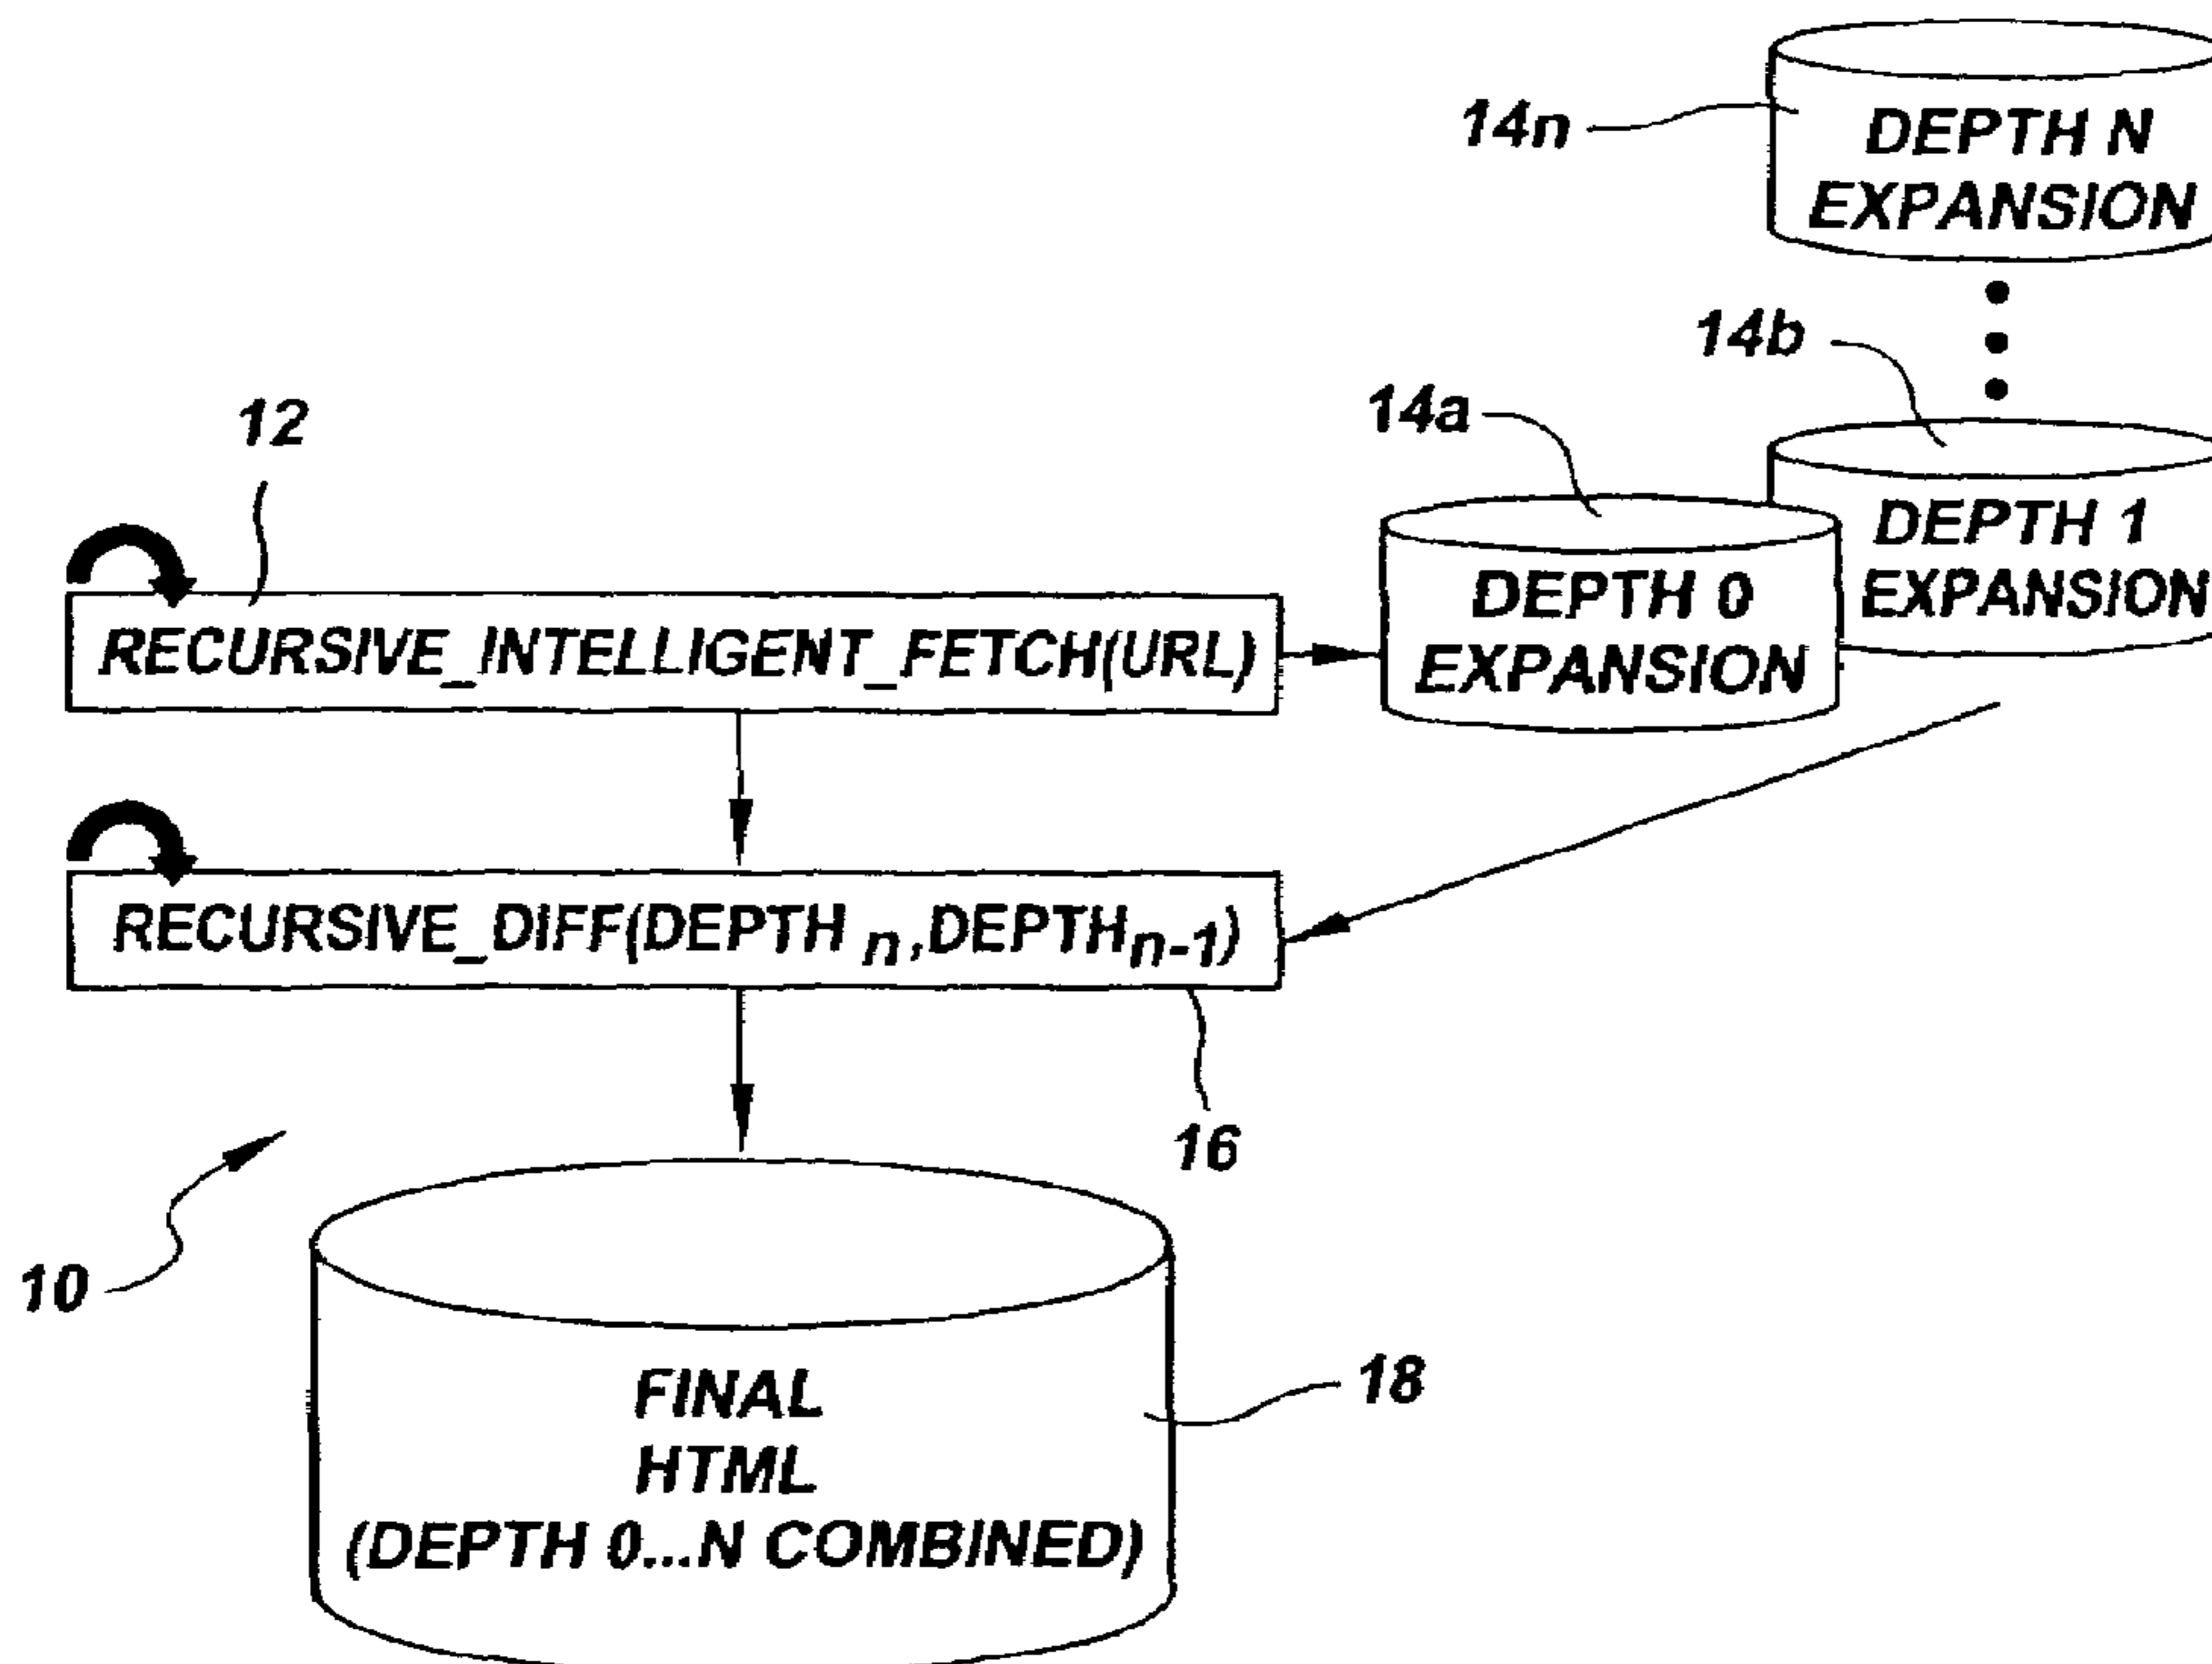 14n
DEPTH N
EXPANSION
14b
14a
12
DEPTH 1
EXPANSION
DEPTH 0
EXPANSION
RECURSIVE_INTELLIGENT_FETCH(URL)
RECURSIVE_DIFF(DEPTH n,DEPTHn-1)
16
10
FINAL
HTML
(DEPTH 0...N COMBINED)
18